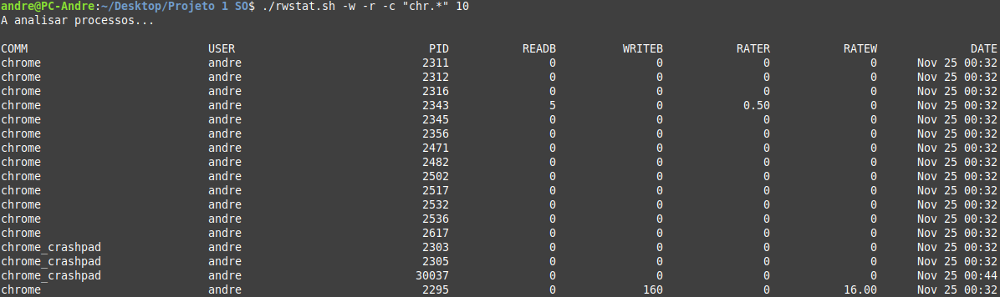 andre@PC-Andre:~/Desktop/Projeto 1 SO$ ./rwstat.sh -w -r -c "chr.*" 10
A analisar processos...
COMM USER PID READB WRITEB RATER RATEW DATE
chrome andre 2311 0 0 0 0 Nov 25 00:32
chrome andre 2312 0 0 0 0 Nov 25 00:32
chrome andre 2316 0 0 0 0 Nov 25 00:32
chrome andre 2343 5 0 0.50 0 Nov 25 00:32
chrome andre 2345 0 0 0 0 Nov 25 00:32
chrome andre 2356 0 0 0 0 Nov 25 00:32
chrome andre 2471 0 0 0 0 Nov 25 00:32
chrome andre 2482 0 0 0 0 Nov 25 00:32
chrome andre 2502 0 0 0 0 Nov 25 00:32
chrome andre 2517 0 0 0 0 Nov 25 00:32
chrome andre 2532 0 0 0 0 Nov 25 00:32
chrome andre 2536 0 0 0 0 Nov 25 00:32
chrome andre 2617 0 0 0 0 Nov 25 00:32
chrome_crashpad andre 2303 0 0 0 0 Nov 25 00:32
chrome_crashpad andre 2305 0 0 0 0 Nov 25 00:32
chrome_crashpad andre 30037 0 0 0 0 Nov 25 00:44
chrome andre 2295 0 160 0 16.00 Nov 25 00:32